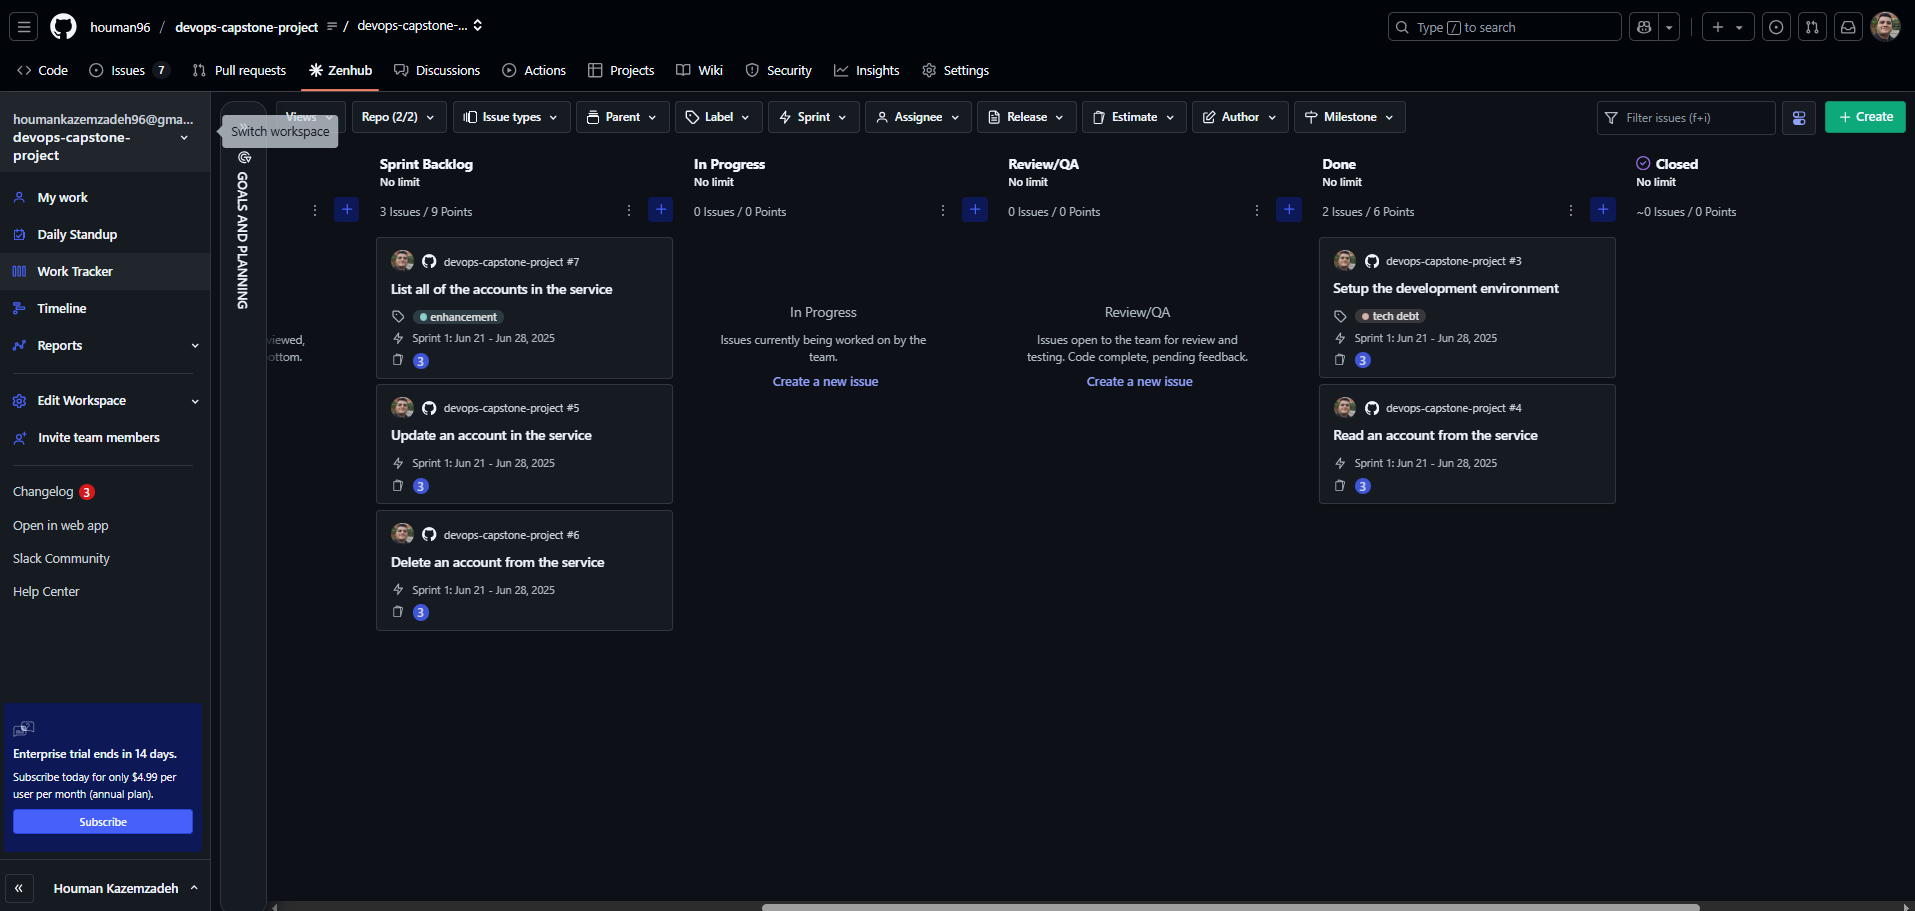 houman96 / devops-capstone-project / devops-capstone-...
Type / to search
Code
Issues 7
Pull requests
Zenhub
Discussions
Actions
Projects
Wiki
Security
Insights
Settings
houmankazemzadeh96@gma...
devops-capstone-
project
Switch workspace
My work
Daily Standup
Work Tracker
Timeline
Reports
Edit Workspace
Invite team members
Changelog 3
Open in web app
Slack Community
Help Center
Enterprise trial ends in 14 days.
Subscribe today for only $4.99 per
user per month (annual plan).
Subscribe
Houman Kazemzadeh
GOALS AND PLANNING
Views
Repo (2/2)
Issue types
Parent
Label
Sprint
Assignee
Release
Estimate
Author
Milestone
Filter issues (f+i)
Create
viewed,
ottom.
Sprint Backlog
No limit
3 Issues / 9 Points
devops-capstone-project #7
List all of the accounts in the service
enhancement
Sprint 1: Jun 21 - Jun 28, 2025
3
devops-capstone-project #5
Update an account in the service
Sprint 1: Jun 21 - Jun 28, 2025
3
devops-capstone-project #6
Delete an account from the service
Sprint 1: Jun 21 - Jun 28, 2025
3
In Progress
No limit
0 Issues / 0 Points
In Progress
Issues currently being worked on by the
team.
Create a new issue
Review/QA
No limit
0 Issues / 0 Points
Review/QA
Issues open to the team for review and
testing. Code complete, pending feedback.
Create a new issue
Done
No limit
2 Issues / 6 Points
devops-capstone-project #3
Setup the development environment
tech debt
Sprint 1: Jun 21 - Jun 28, 2025
3
devops-capstone-project #4
Read an account from the service
Sprint 1: Jun 21 - Jun 28, 2025
3
Closed
No limit
~0 Issues / 0 Points